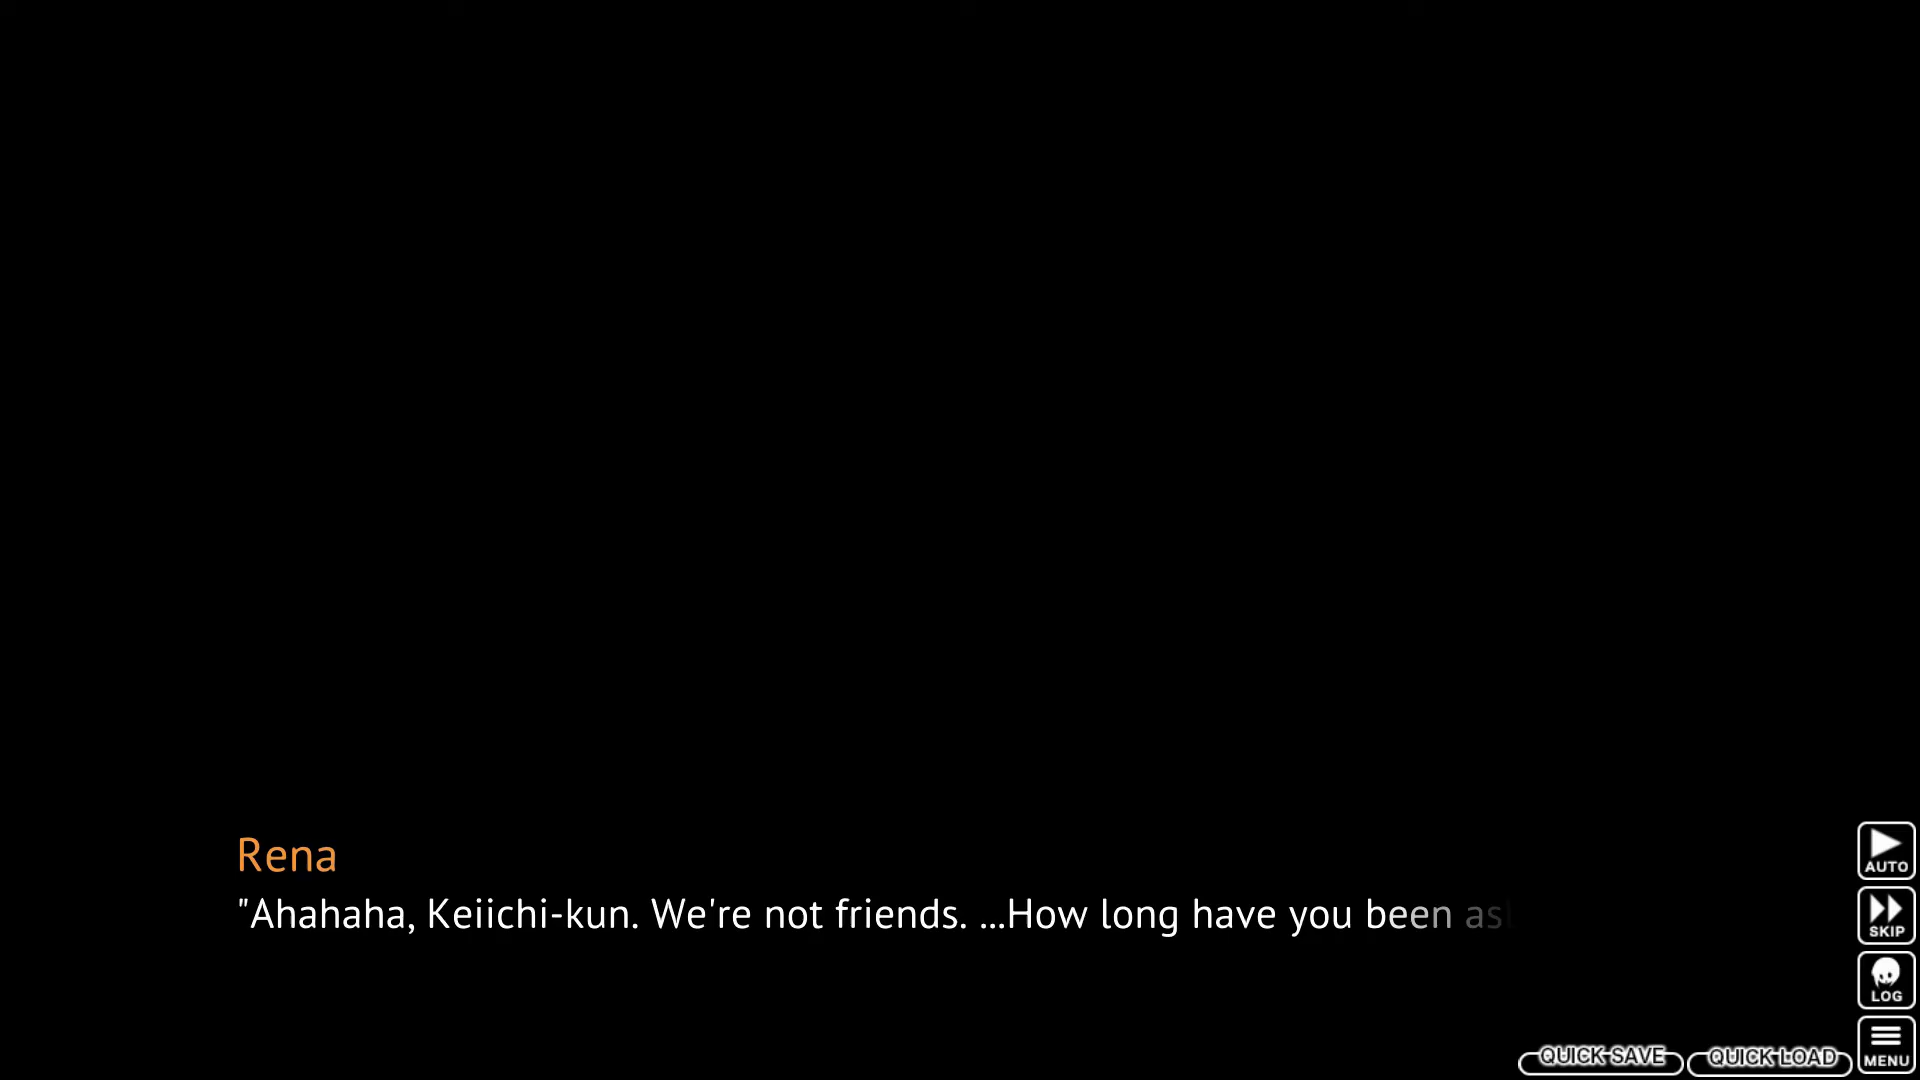 Rena
"Ahahaha, Keiichi-kun. We're not friends. ...How long have you been
AUTO
SKIP
LOG
MENU
QUICK SAVE QUICK LOAD